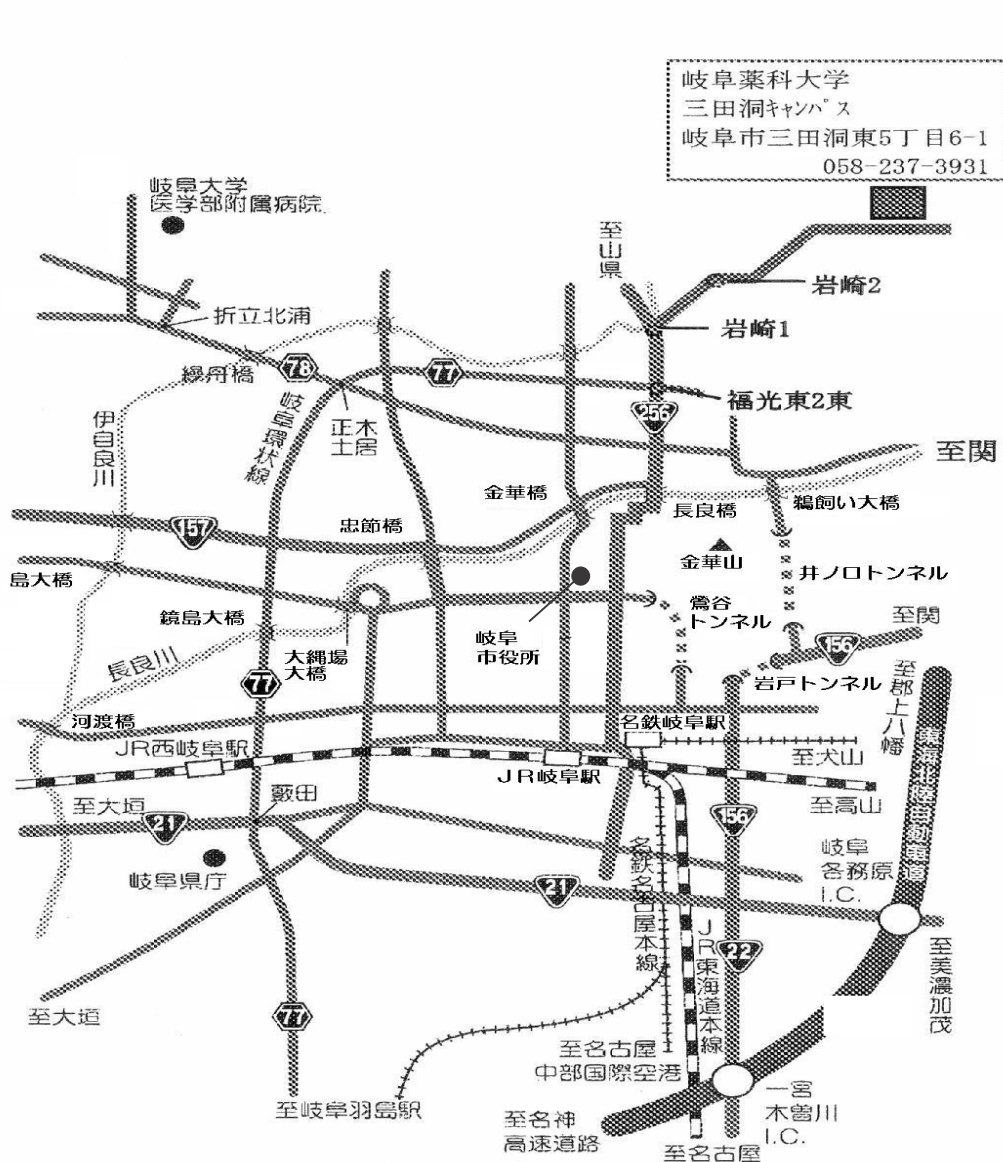 岐阜薬科大学
三田洞キャンパス
岐阜市三田洞東5丁目6-1
058-237-3931
岐阜大学
医学部附属病院
至山県
岩崎2
折立北浦
岩崎1
繰舟橋
78
77
岐阜環状線
福光東2東
256
伊自良川
正木
土居
至関
金華橋
長良橋
鵜飼い大橋
157
忠節橋
金華山
島大橋
井ノ口トンネル
鏡島大橋
鶯谷
トンネル
大縄場
大橋
岐阜
市役所
至関
156
長良川
77
岩戸トンネル
至郡上八幡
河渡橋
名鉄岐阜駅
JR西岐阜駅
JR岐阜駅
至犬山
東海北陸自動車道
至大垣
藪田
至高山
21
156
岐阜
各務原
I.C.
名鉄名古屋本線
岐阜県庁
21
JR東海道本線
22
至美濃加茂
至大垣
77
至名古屋
中部国際空港
至岐阜羽島駅
一宮
木曽川
I.C.
至名神
高速道路
至名古屋